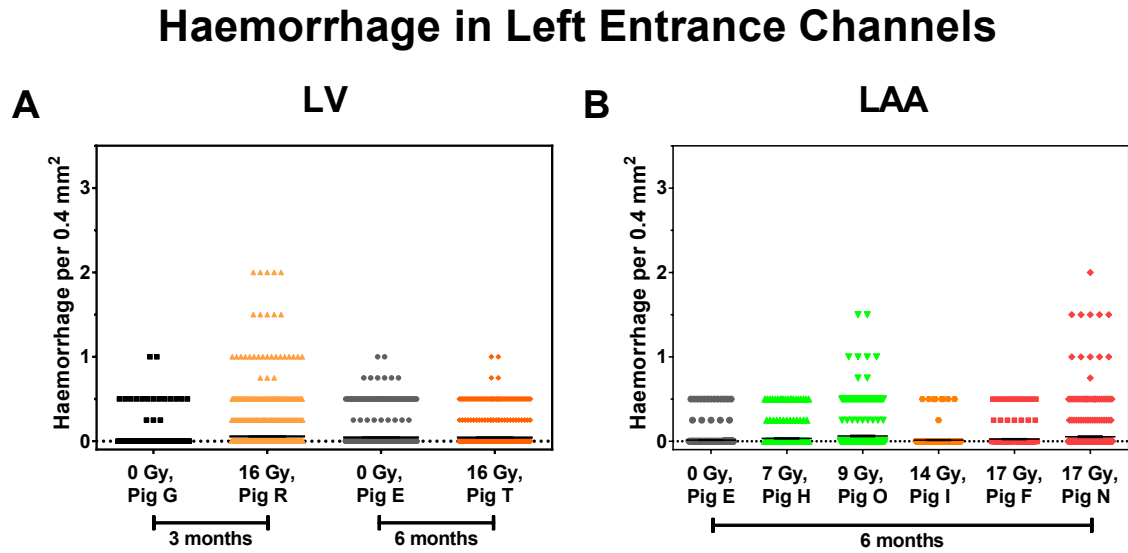 Haemorrhage in Left Entrance Channels
A
LV
Haemorrhage per 0.4 mm²
3
2
1
0
0 Gy, 16 Gy, 0 Gy, 16 Gy,
Pig G Pig R Pig E Pig T
3 months 6 months
B
LAA
Haemorrhage per 0.4 mm²
3
2
1
0
0 Gy, 7 Gy, 9 Gy, 14 Gy, 17 Gy, 17 Gy,
Pig E Pig H Pig O Pig I Pig F Pig N
6 months